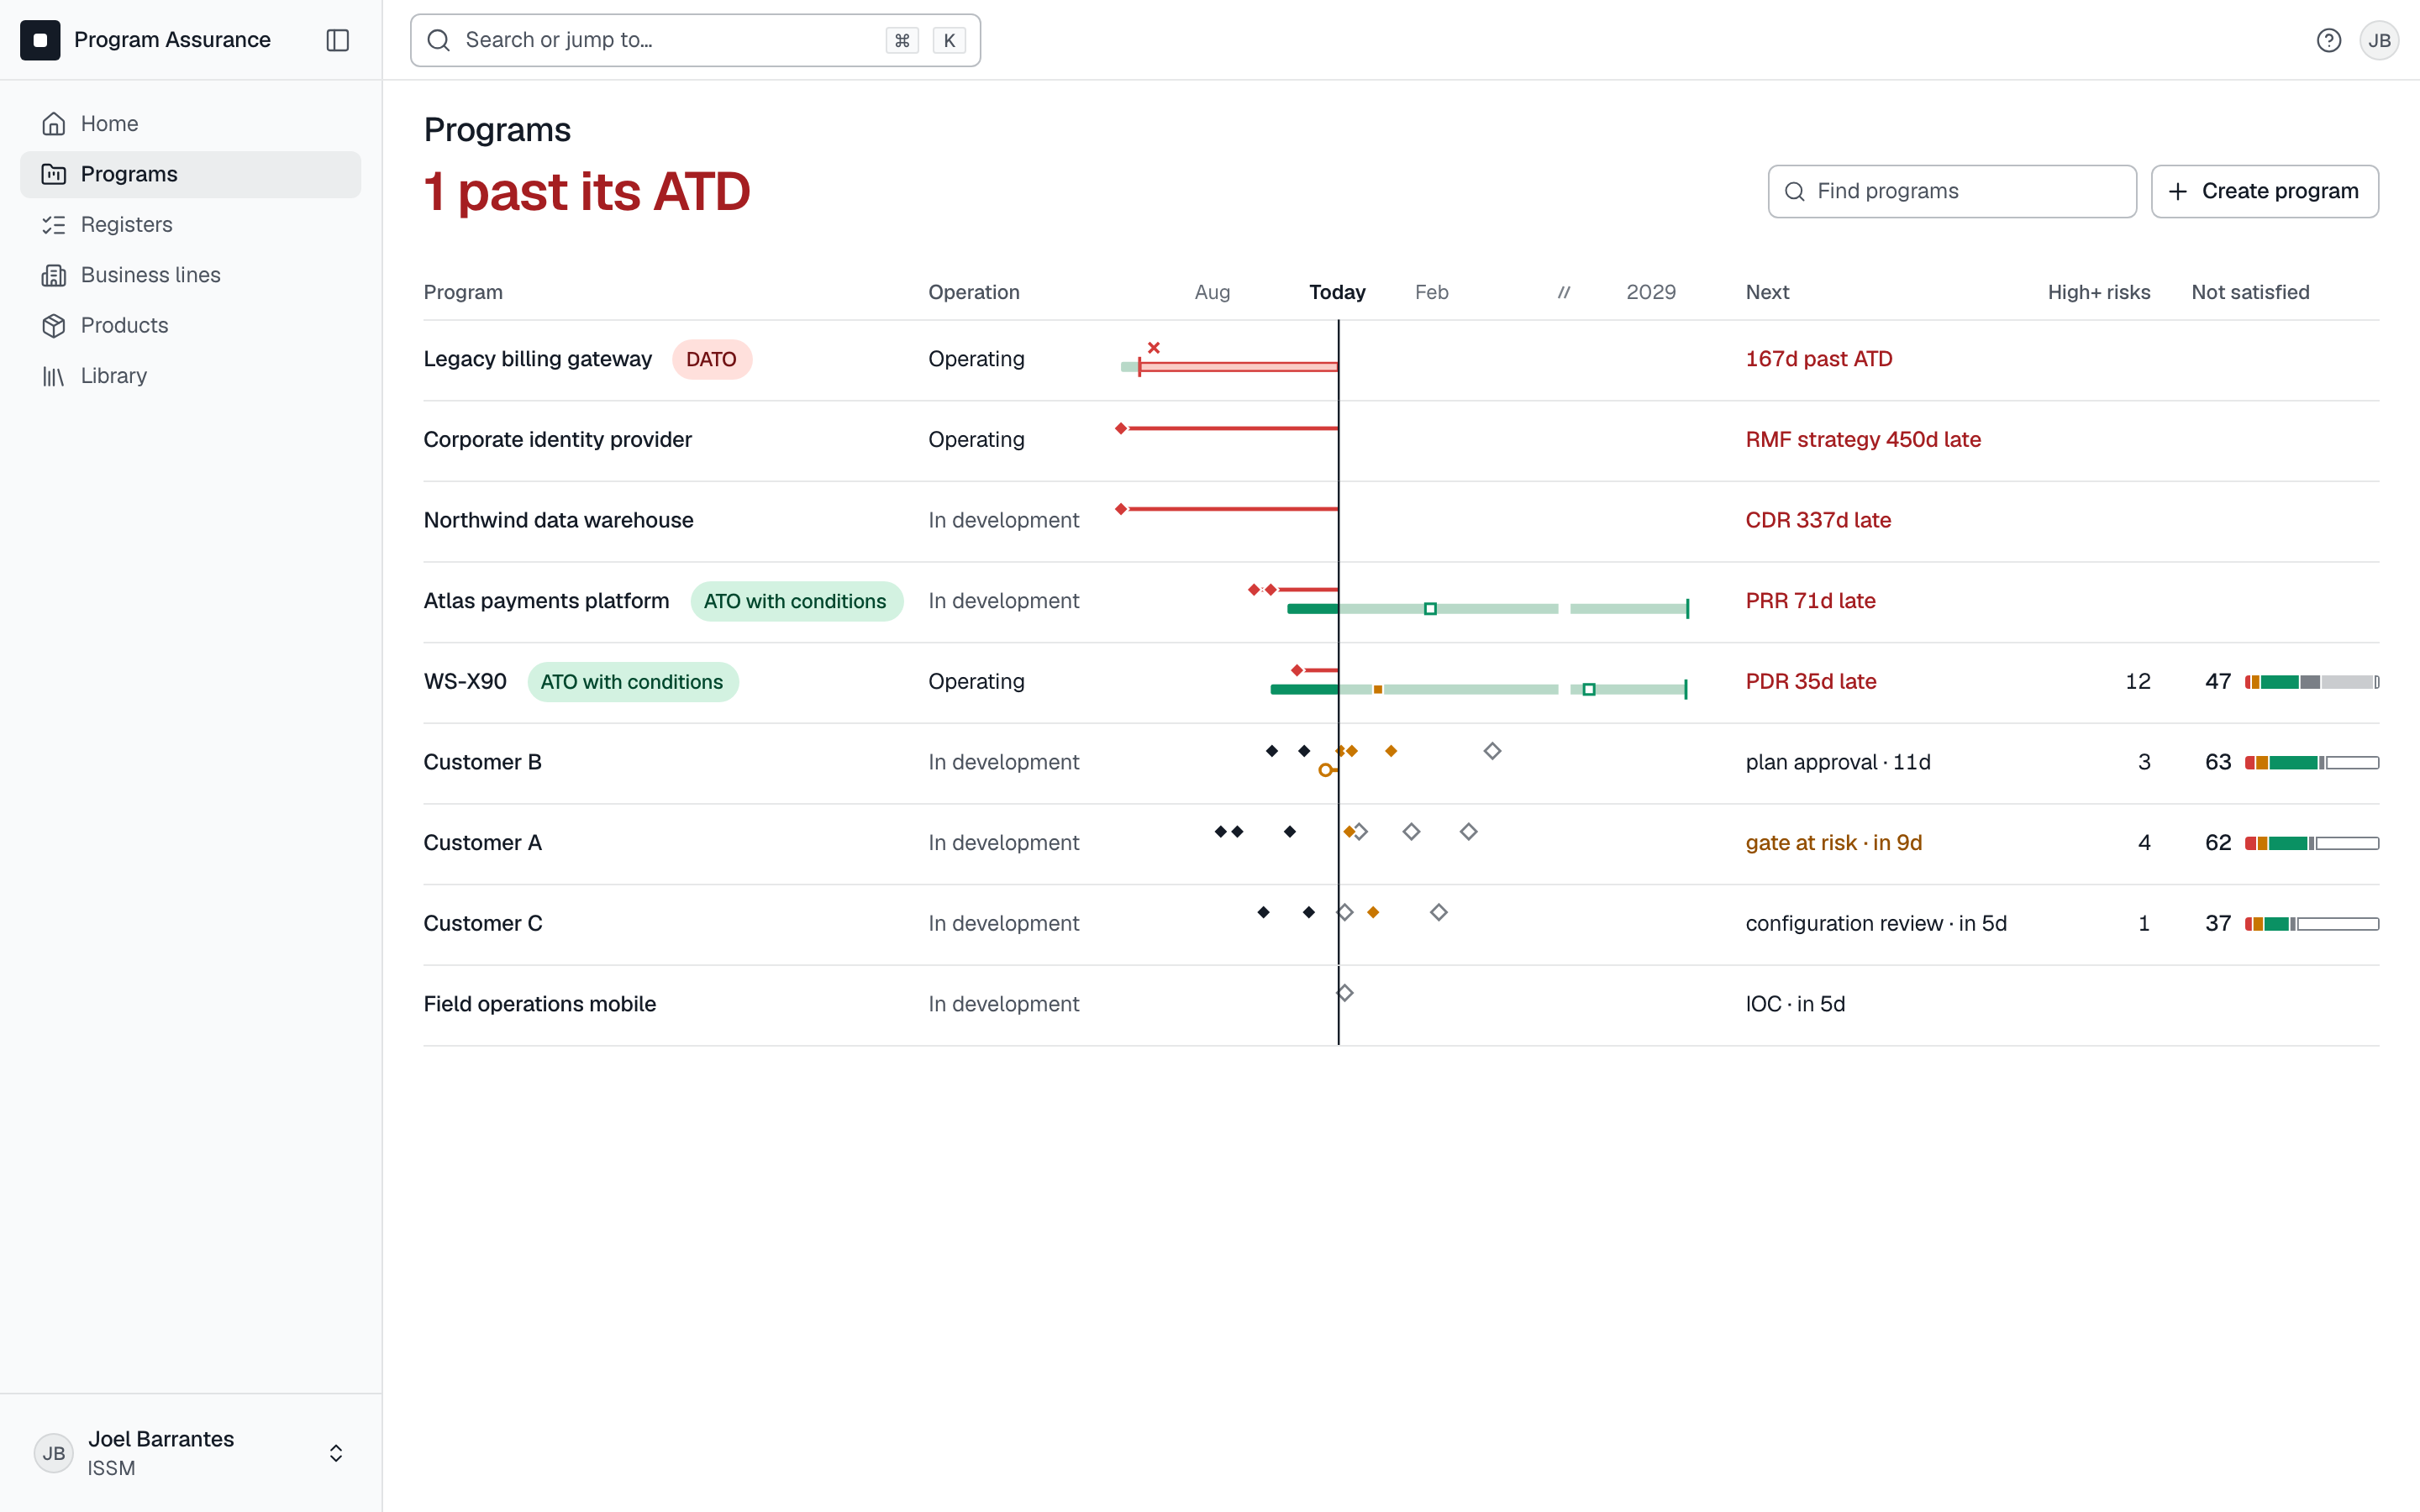 Program Assurance
Search or jump to...
⌘ K
JB
Home
Programs
Registers
Business lines
Products
Library
Programs
1 past its ATD
Find programs
Create program
Program Operation Aug Today Feb // 2029 Next High+ risks Not satisfied
Legacy billing gateway DATO Operating 167d past ATD
Corporate identity provider Operating RMF strategy 450d late
Northwind data warehouse In development CDR 337d late
Atlas payments platform ATO with conditions In development PRR 71d late
WS-X90 ATO with conditions Operating PDR 35d late 12 47
Customer B In development plan approval · 11d 3 63
Customer A In development gate at risk · in 9d 4 62
Customer C In development configuration review · in 5d 1 37
Field operations mobile In development IOC · in 5d
JB
Joel Barrantes
ISSM